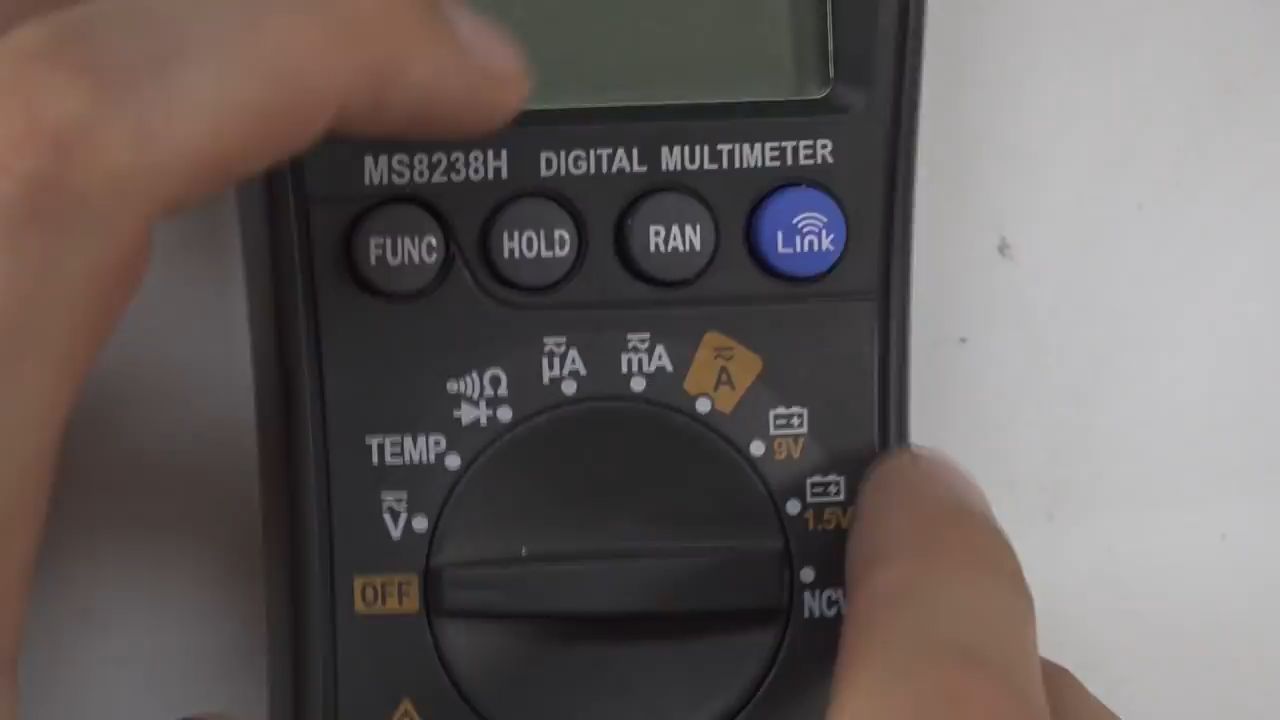 MS8238H DIGITAL MULTIMETER
FUNC HOLD RAN Link
Ω µA mA A
TEMP 9V
V 1.5V
OFF